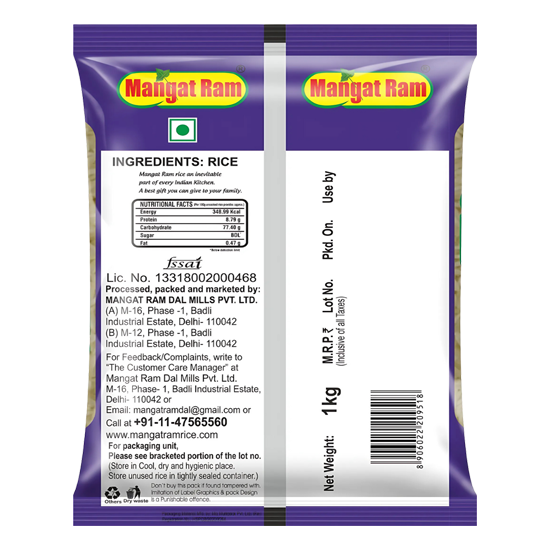 Mangat Ram
INGREDIENTS: RICE
Mangat Ram rice an inevitable
part of every Indian Kitchen.
A best gift you can give to your family.
NUTRITIONAL FACTS
Energy 348.99 Kcal
Protein 8.79 g
Carbohydrate 77.40 g
Sugar BDL
Fat 0.47 g
fssai
Lic. No. 13318002000468
Processed, packed and marketed by:
MANGAT RAM DAL MILLS PVT. LTD.
(A) M-16, Phase -1, Badli
Industrial Estate, Delhi- 110042
(B) M-12, Phase -1, Badli
Industrial Estate, Delhi- 110042
For Feedback/Complaints, write to
"The Customer Care Manager" at
Mangat Ram Dal Mills Pvt. Ltd.
M-16, Phase- 1, Badli Industrial Estate,
Delhi- 110042 or
Email: mangatramdal@gmail.com or
Call at +91-11-47565560
www.mangatramrice.com
For packaging unit,
Please see bracketed portion of the lot no.
(Store in Cool, dry and hygienic place.
Store unused rice in tightly sealed container.)
Others Dry waste
Don't buy this pack if found tampered with.
Imitation of Label Graphics & pack Design
is a Punishable offence.
Mangat Ram
Net Weight: 1kg
M.R.P.₹ Lot No. Pkd. On. Use by
(Inclusive of all Taxes)
8 906022 209518